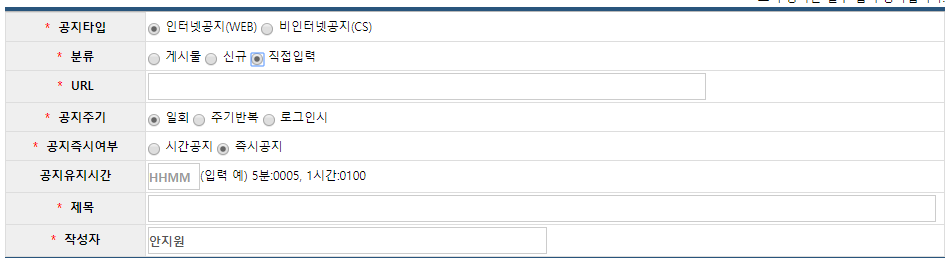 * 공지타입 인터넷공지(WEB) 비인터넷공지(CS)
* 분류 게시물 신규 직접입력
* URL
* 공지주기 일회 주기반복 로그인시
* 공지즉시여부 시간공지 즉시공지
공지유지시간 HHMM (입력 예) 5분:0005, 1시간:0100
* 제목
* 작성자 안지원